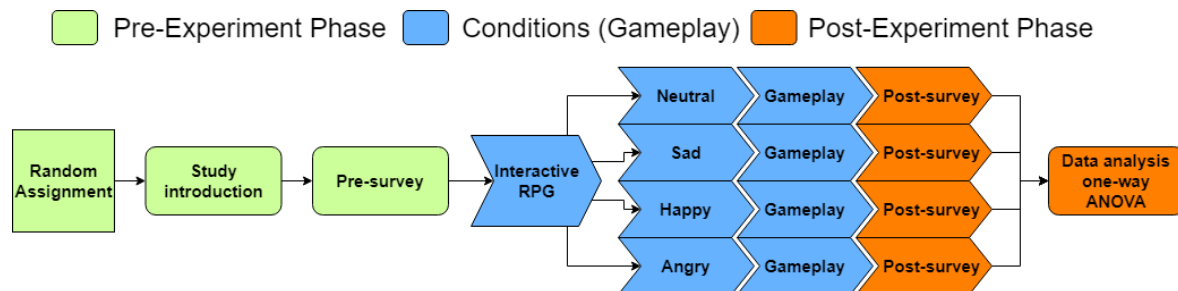 Pre-Experiment Phase
Conditions (Gameplay)
Post-Experiment Phase
Random
Assignment
Study
introduction
Pre-survey
Interactive
RPG
Neutral
Gameplay
Post-survey
Sad
Gameplay
Post-survey
Happy
Gameplay
Post-survey
Angry
Gameplay
Post-survey
Data analysis
one-way
ANOVA